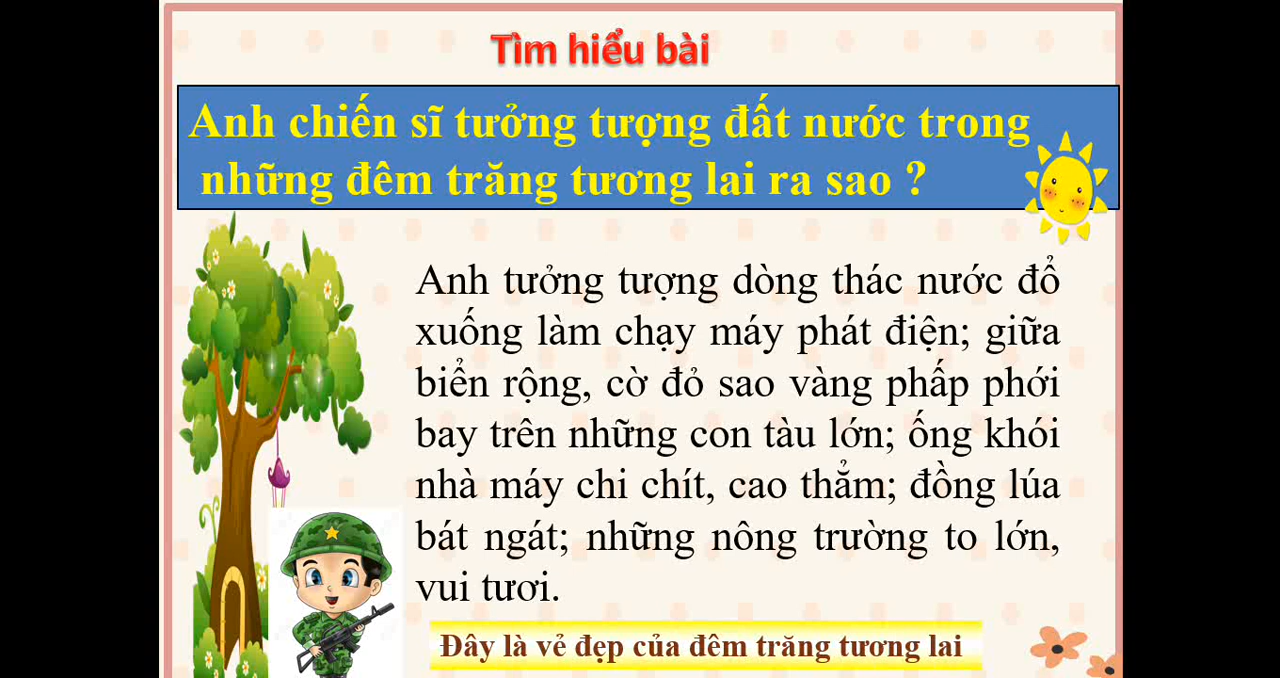 Tìm hiểu bài
Anh chiến sĩ tưởng tượng đất nước trong
những đêm trăng tương lai ra sao ?
Anh tưởng tượng dòng thác nước đổ
xuống làm chạy máy phát điện; giữa
biển rộng, cờ đỏ sao vàng phấp phới
bay trên những con tàu lớn; ống khói
nhà máy chi chít, cao thẳm; đồng lúa
bát ngát; những nông trường to lớn,
vui tươi.
Đây là vẻ đẹp của đêm trăng tương lai